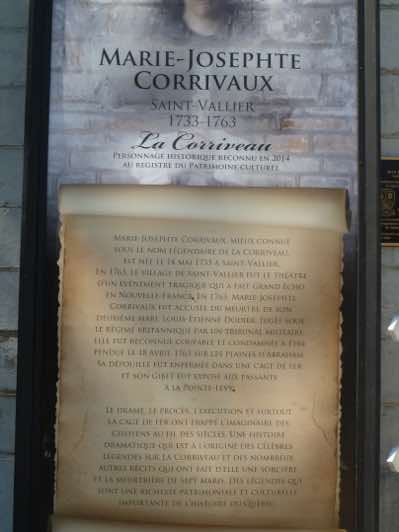 Marie-Josephte
Corrivaux
Saint-Vallier
1733-1763
La Corriveau
Personnage historique reconnu en 2014
au registre du Patrimoine culturel
Marie-Josephte Corrivaux, mieux connue
sous le nom légendaire de La Corriveau,
est née le 14 mai 1733 à Saint-Vallier.
En 1763, le village de Saint-Vallier fut le théâtre
d'un événement tragique qui a fait grand écho
en Nouvelle-France. En 1763, Marie-Josephte
Corrivaux fut accusée du meurtre de son
deuxième mari, Louis-Étienne Dodier. Jugée sous
le régime britannique par un tribunal militaire,
elle fut reconnue coupable et condamnée à être
pendue le 18 avril 1763 sur les Plaines d'Abraham.
Sa dépouille fut enfermée dans une cage de fer
et son gibet fut exposé aux passants
à la Pointe-Lévy.
Le drame, le procès, l'exécution et surtout
la cage de fer ont frappé l'imaginaire des
citoyens au fil des siècles. Une histoire
dramatique qui est à l'origine des célèbres
légendes sur La Corriveau et des nombreux
autres récits qui ont fait d'elle une sorcière
et la meurtrière de sept maris. Des légendes qui
sont une richesse patrimoniale et culturelle
importante de l'histoire du Québec.